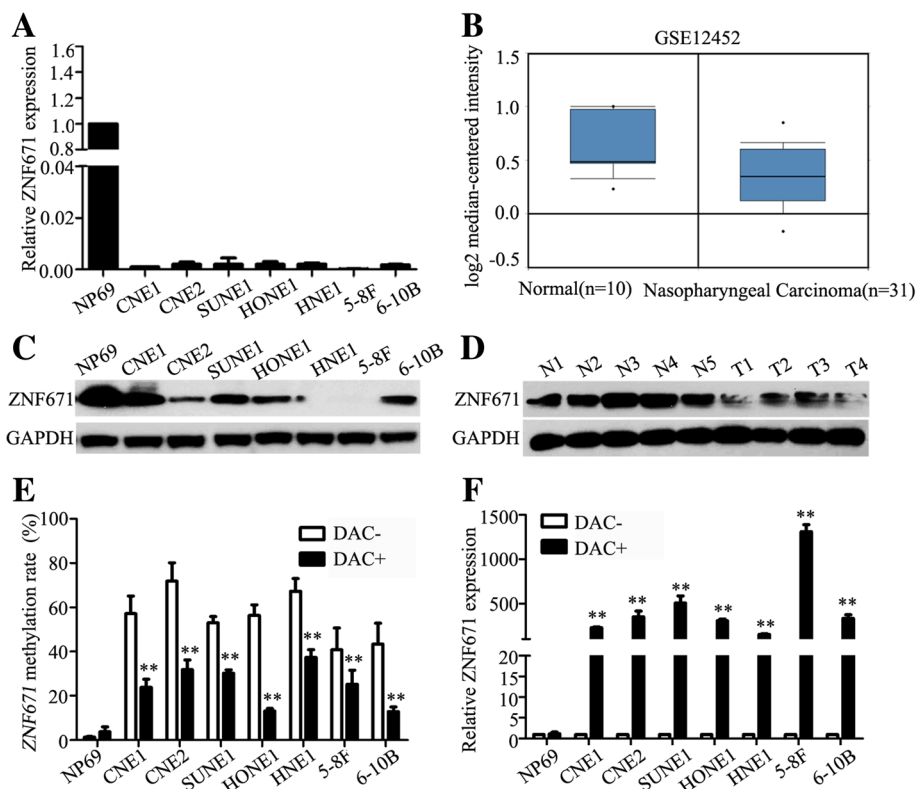 A
Relative ZNF671 expression
1.6
1.4
1.2
1.0
0.8
0.04
0.02
0.00
NP69
CNE1
CNE2
SUNE1
HONE1
HNE1
5-8F
6-10B
B
GSE12452
log2 median-centered intensity
1.5
1.0
0.5
0.0
-0.5
Normal(n=10)
Nasopharyngeal Carcinoma(n=31)
C
NP69
CNE1
CNE2
SUNE1
HONE1
HNE1
5-8F
6-10B
ZNF671
GAPDH
D
N1
N2
N3
N4
N5
T1
T2
T3
T4
ZNF671
GAPDH
E
ZNF671 methylation rate (%)
100
80
60
40
20
0
DAC-
DAC+
**
**
**
**
**
**
**
NP69
CNE1
CNE2
SUNE1
HONE1
HNE1
5-8F
6-10B
F
Relative ZNF671 expression
1500
1000
500
20
15
10
5
0
DAC-
DAC+
**
**
**
**
**
**
**
NP69
CNE1
CNE2
SUNE1
HONE1
HNE1
5-8F
6-10B